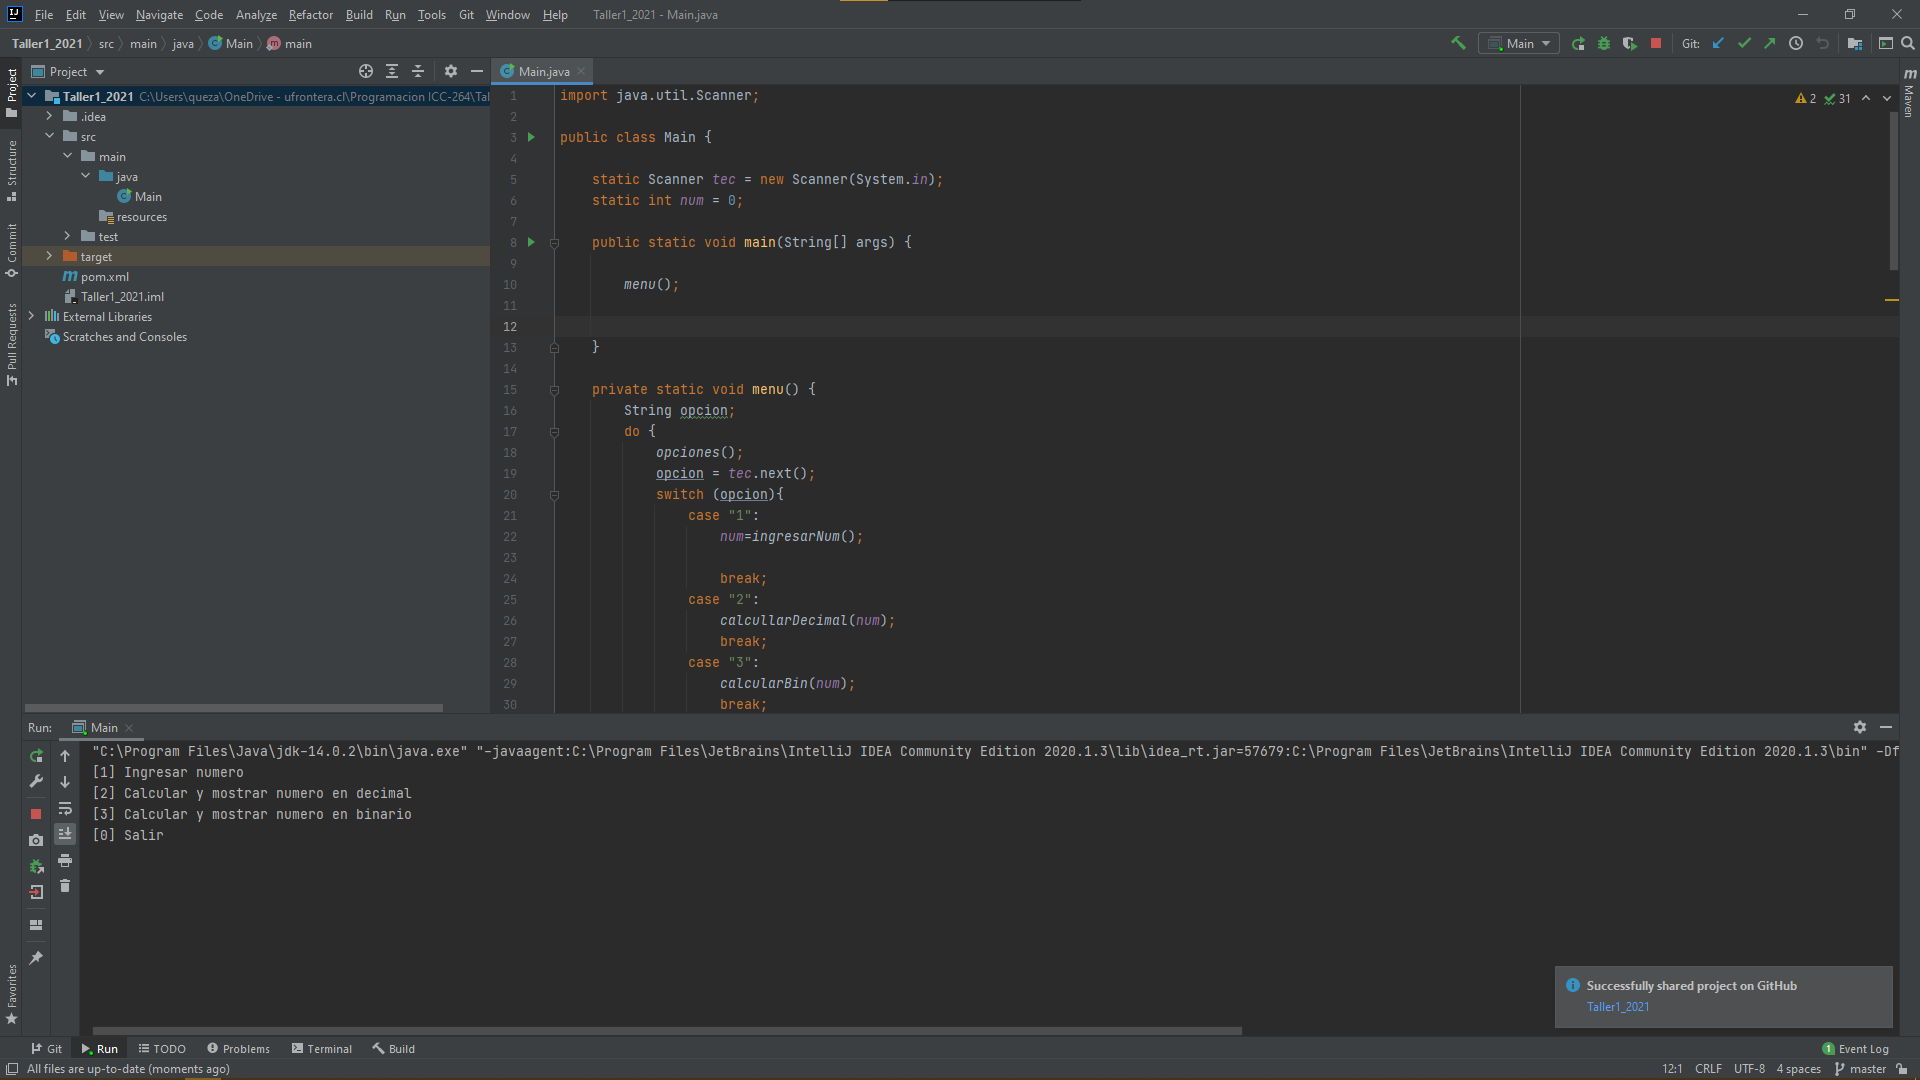 File Edit View Navigate Code Analyze Refactor Build Run Tools Git Window Help Taller1_2021 - Main.java
Taller1_2021 src main java Main main
Main Git:
Project
Main.java
Taller1_2021 C:\Users\queza\OneDrive - ufrontera.cl\Programacion ICC-264\Tal
.idea
src
main
java
Main
resources
test
target
pom.xml
Taller1_2021.iml
External Libraries
Scratches and Consoles
Project
Structure
Commit
Pull Requests
Favorites
Maven
2 31
1 import java.util.Scanner;
2
3 public class Main {
4
5 static Scanner tec = new Scanner(System.in);
6 static int num = 0;
7
8 public static void main(String[] args) {
9
10 menu();
11
12
13 }
14
15 private static void menu() {
16 String opcion;
17 do {
18 opciones();
19 opcion = tec.next();
20 switch (opcion){
21 case "1":
22 num=ingresarNum();
23
24 break;
25 case "2":
26 calcullarDecimal(num);
27 break;
28 case "3":
29 calcularBin(num);
30 break;
Run: Main
"C:\Program Files\Java\jdk-14.0.2\bin\java.exe" "-javaagent:C:\Program Files\JetBrains\IntelliJ IDEA Community Edition 2020.1.3\lib\idea_rt.jar=57679:C:\Program Files\JetBrains\IntelliJ IDEA Community Edition 2020.1.3\bin" -Df
[1] Ingresar numero
[2] Calcular y mostrar numero en decimal
[3] Calcular y mostrar numero en binario
[0] Salir
Successfully shared project on GitHub
Taller1_2021
Git Run TODO Problems Terminal Build 1 Event Log
All files are up-to-date (moments ago) 12:1 CRLF UTF-8 4 spaces master